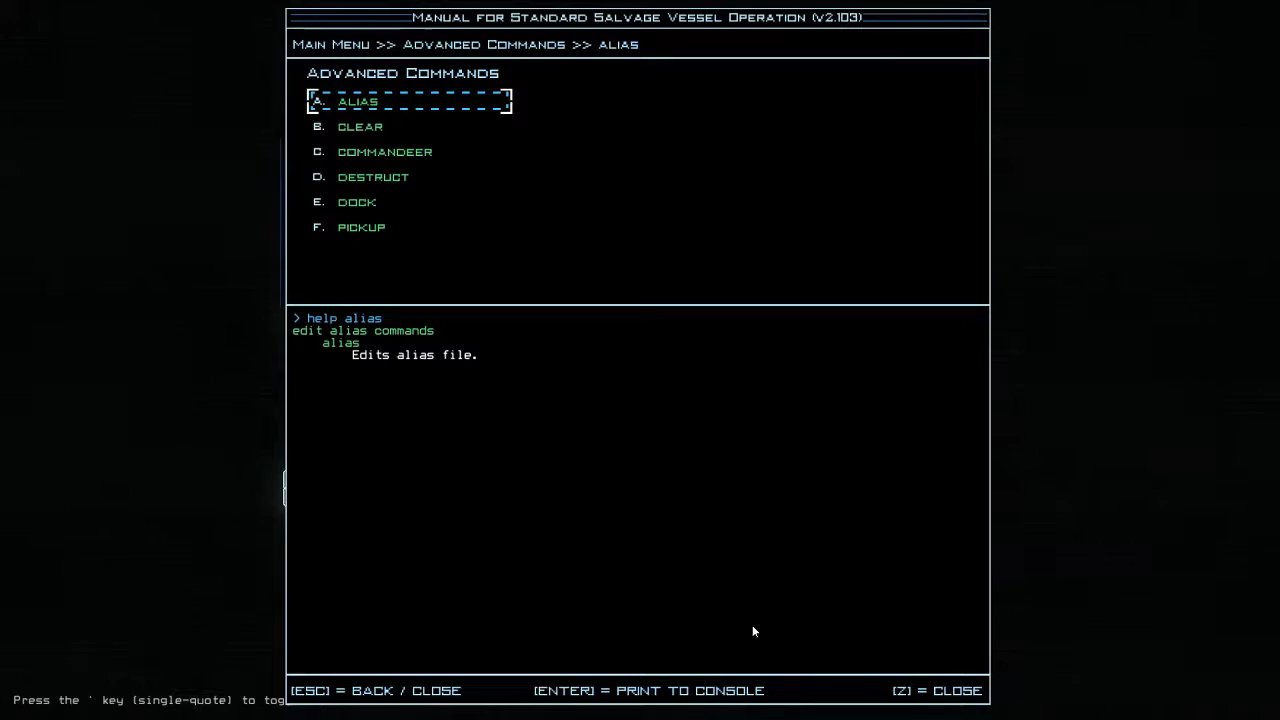 Manual for Standard Salvage Vessel Operation (v2.103)
Main Menu >> Advanced Commands >> ALIAS
Advanced Commands
A. ALIAS
B. CLEAR
C. COMMANDEER
D. DESTRUCT
E. DOCK
F. PICKUP
> help alias
edit alias commands
alias
Edits alias file.
[ESC] = BACK / CLOSE [ENTER] = PRINT TO CONSOLE [Z] = CLOSE
Press the ' key (single-quote) to tog